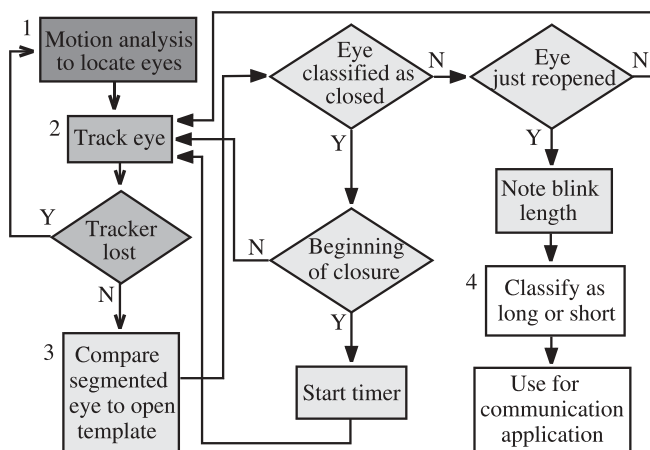 1
Motion analysis
to locate eyes
2
Track eye
Y
Tracker
lost
N
3
Compare
segmented
eye to open
template
Eye
classified as
closed
N
Y
Beginning
of closure
N
Y
Start timer
Eye
just reopened
N
Y
Note blink
length
4
Classify as
long or short
Use for
communication
application